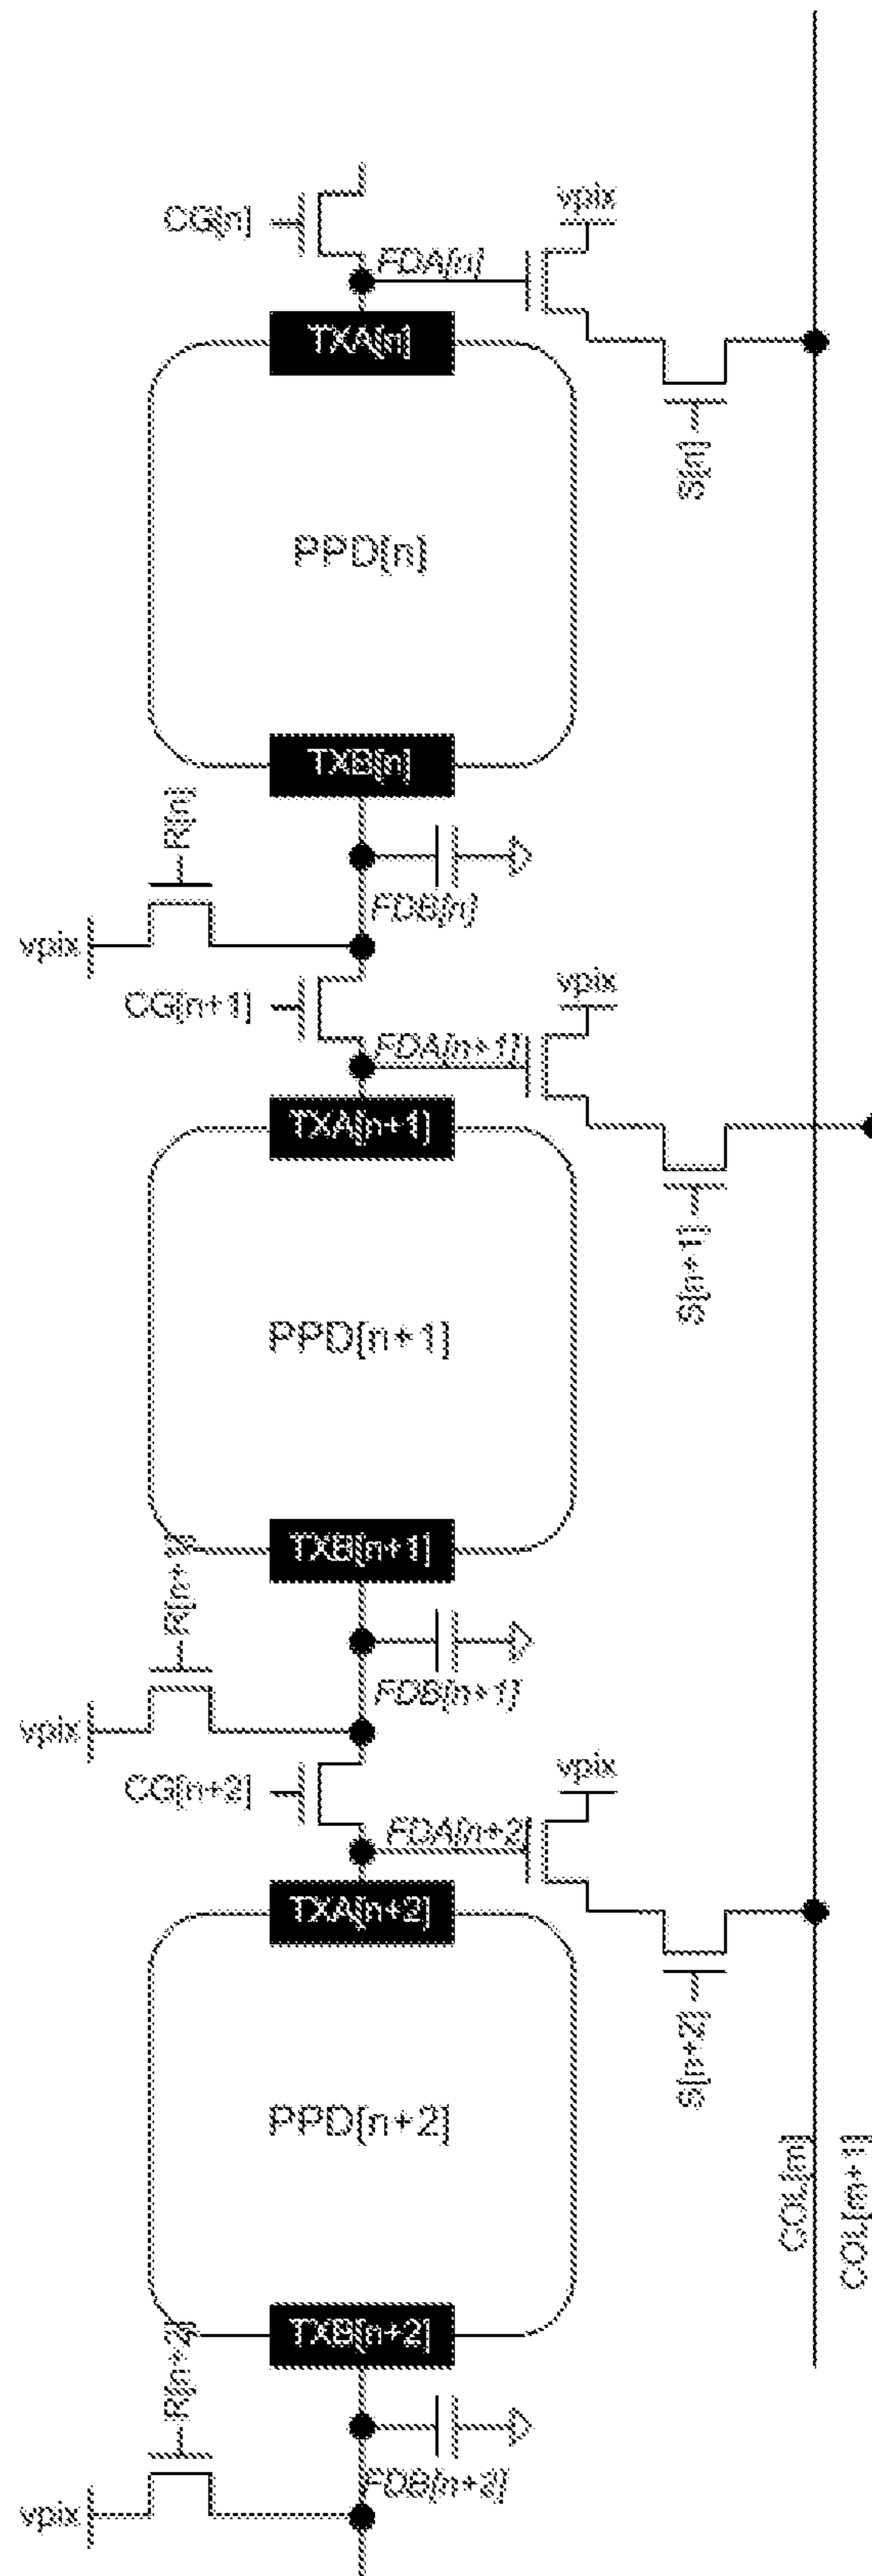 CG[n]
vpix
FDA[n]
TXA[n]
S[n]
PPD[n]
TXB[n]
R[n]
FDB[n]
vpix
CG[n+1]
vpix
FDA[n+1]
TXA[n+1]
S[n+1]
PPD[n+1]
TXB[n+1]
FDB[n+1]
vpix
CG[n+2]
vpix
FDA[n+2]
TXA[n+2]
S[n+2]
PPD[n+2]
COL[m]
COL[m+1]
TXB[n+2]
R[n+2]
FDB[n+2]
vpix